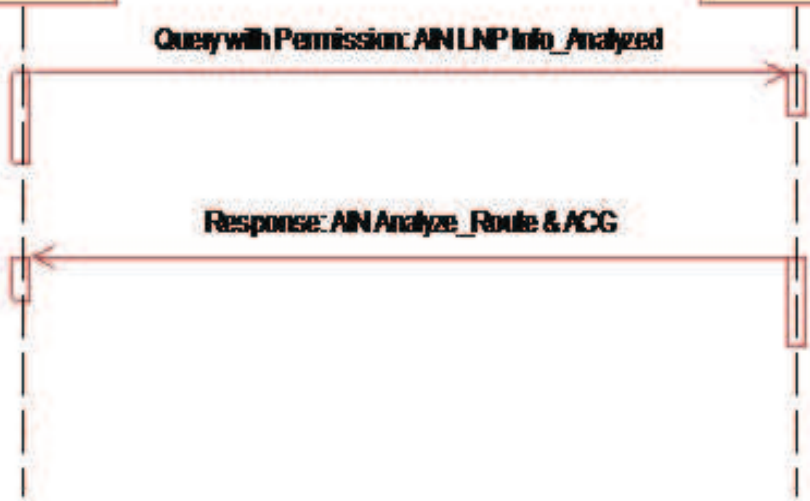 Query with Permission: AIN LNP Info_Analyzed
Response: AIN Analyze_Route & ACG